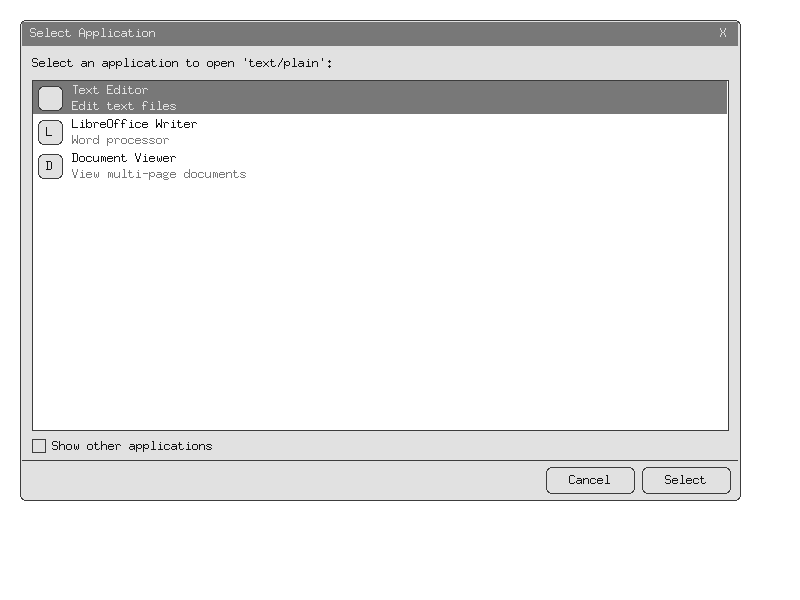 Select Application X
Select an application to open 'text/plain':
Text Editor
Edit text files
L LibreOffice Writer
Word processor
D Document Viewer
View multi-page documents
Show other applications
Cancel Select